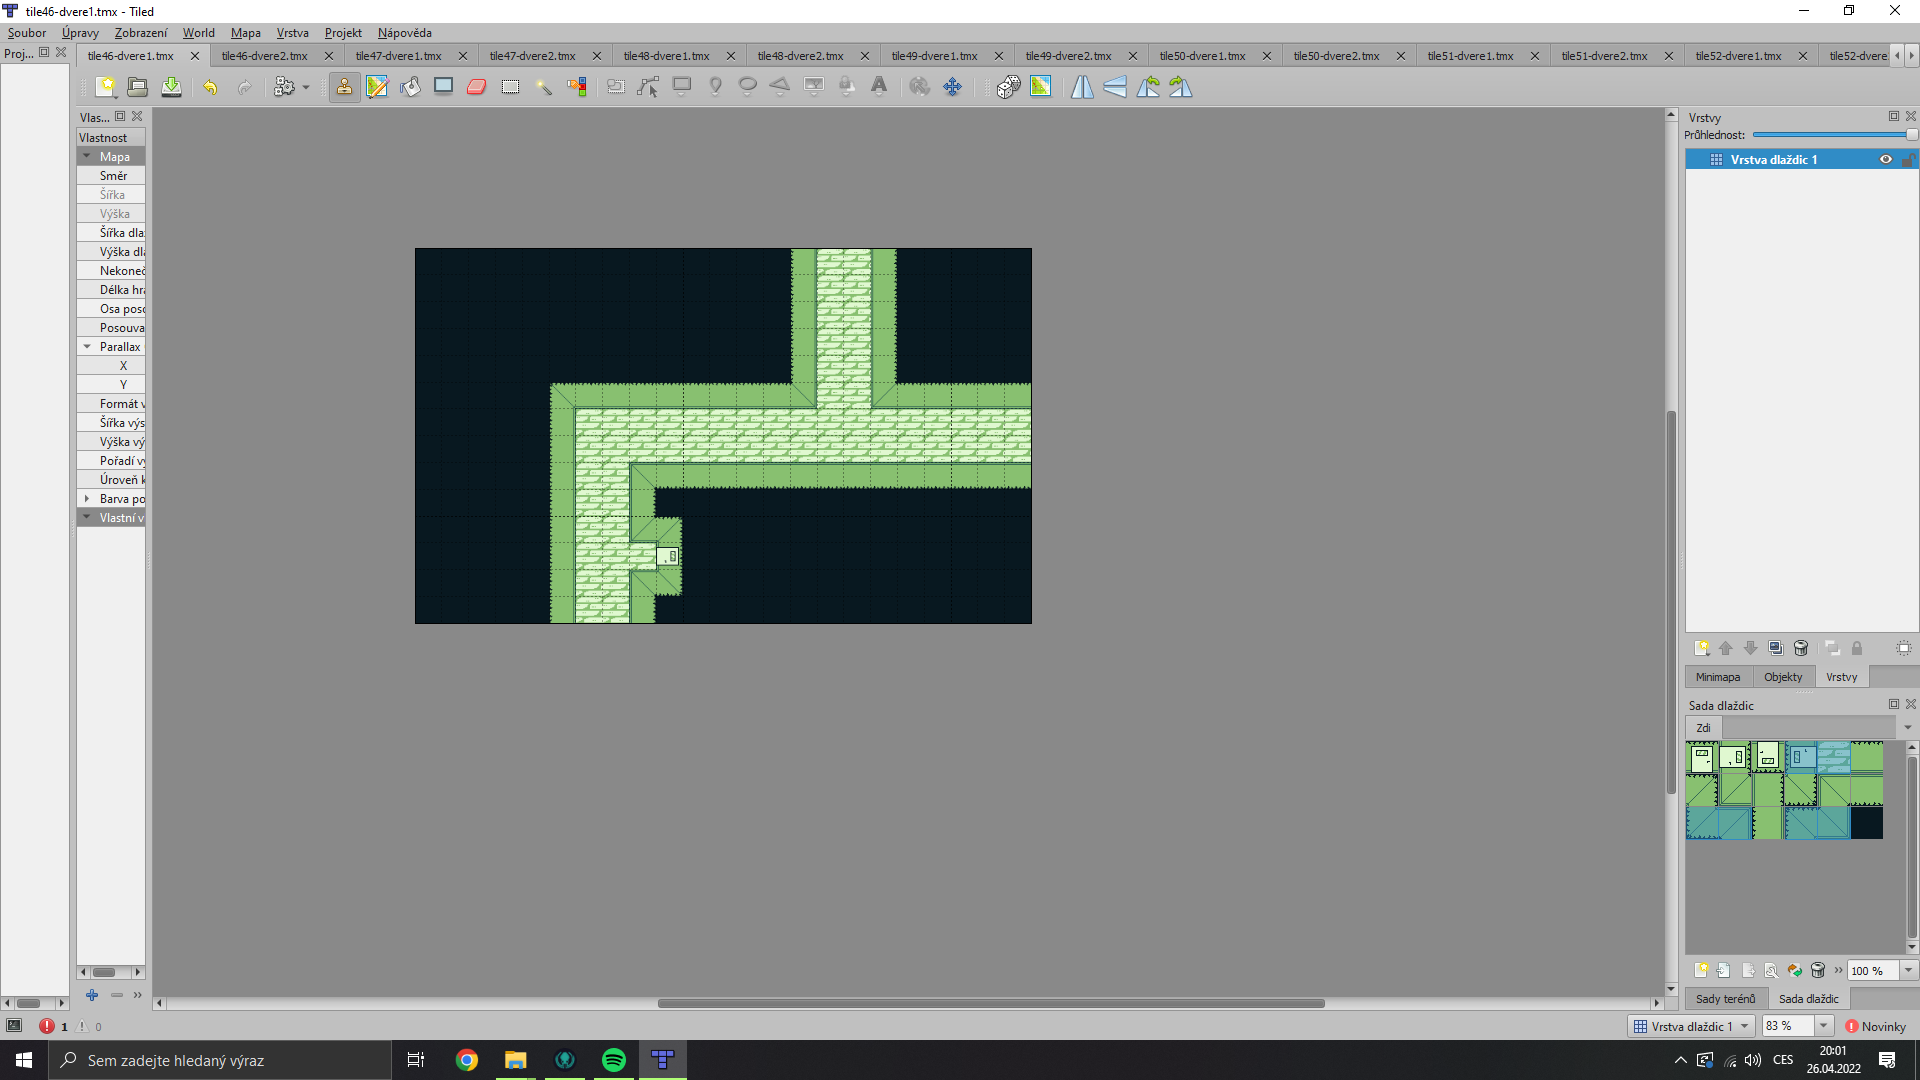 tile46-dvere1.tmx - Tiled
Soubor Úpravy Zobrazení World Mapa Vrstva Projekt Nápověda
Proj...
tile46-dvere1.tmx tile46-dvere2.tmx tile47-dvere1.tmx tile47-dvere2.tmx tile48-dvere1.tmx tile48-dvere2.tmx tile49-dvere1.tmx tile49-dvere2.tmx tile50-dvere1.tmx tile50-dvere2.tmx tile51-dvere1.tmx tile51-dvere2.tmx tile52-dvere1.tmx tile52-dvere
Vlas...
Vlastnost
Mapa
Směr
Šířka
Výška
Šířka dla
Výška dl
Nekoneč
Délka hra
Osa poso
Posouva
Parallax
X
Y
Formát v
Šířka výs
Výška vý
Pořadí vy
Úroveň k
Barva po
Vlastní v
Vrstvy
Průhlednost:
Vrstva dlaždic 1
Minimapa Objekty Vrstvy
Sada dlaždic
Zdi
100 %
Sady terénů Sada dlaždic
1 0
Vrstva dlaždic 1 83 % Novinky
Sem zadejte hledaný výraz
CES
20:01
26.04.2022